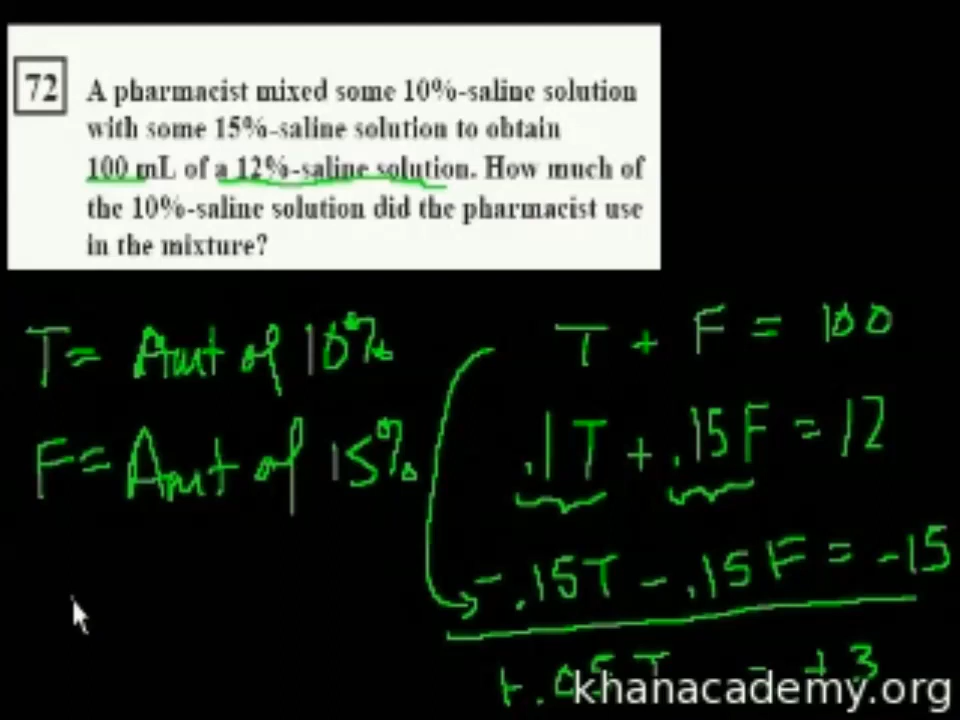 72
A pharmacist mixed some 10%-saline solution
with some 15%-saline solution to obtain
100 mL of a 12%-saline solution. How much of
the 10%-saline solution did the pharmacist use
in the mixture?
T = Amt of 10%
F = Amt of 15%
T + F = 100
.1T + .15F = 12
-.15T - .15F = -15
+.05T = +3
khanacademy.org